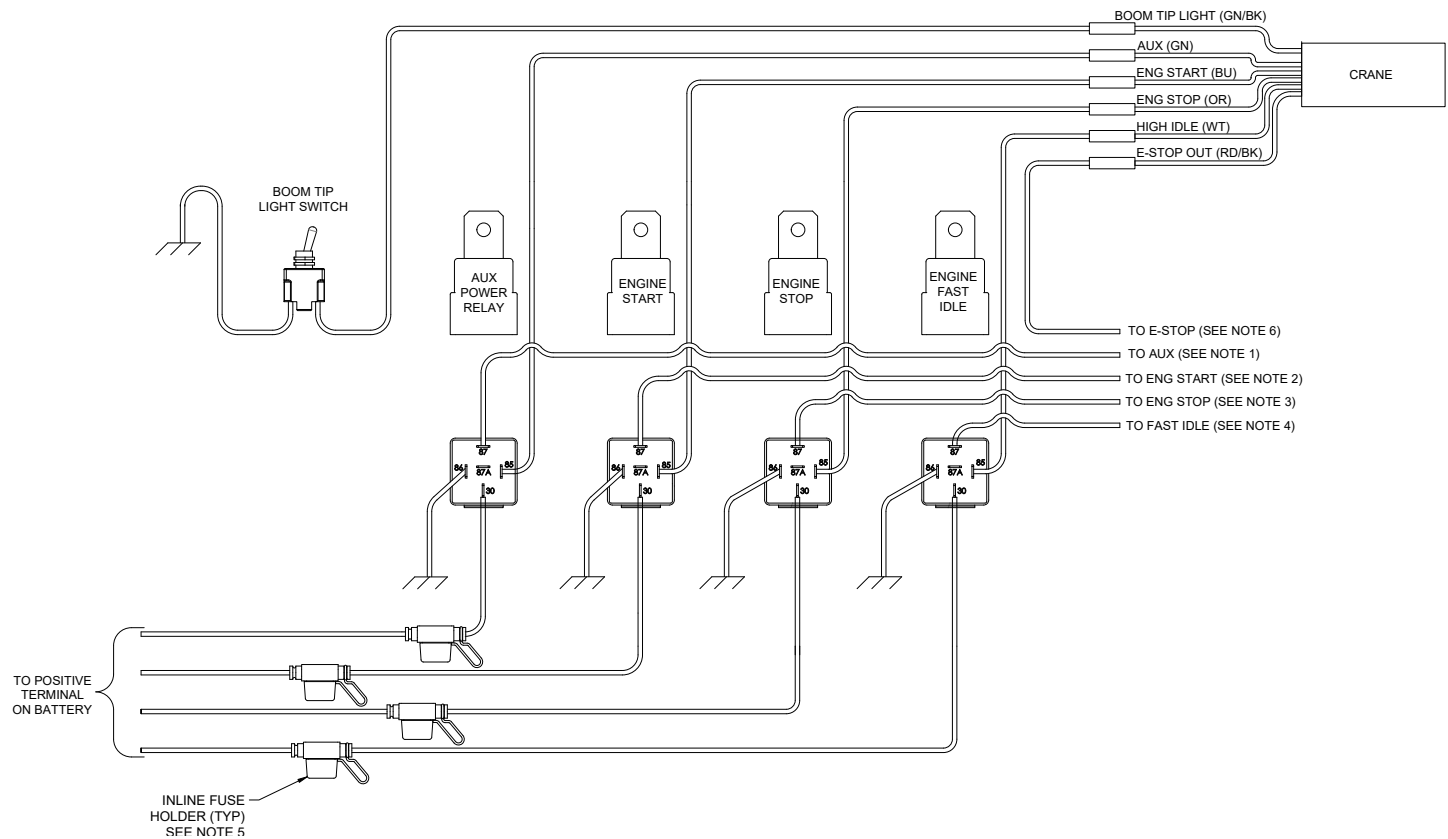 BOOM TIP LIGHT (GN/BK)
AUX (GN)
ENG START (BU)
ENG STOP (OR)
HIGH IDLE (WT)
E-STOP OUT (RD/BK)
CRANE
BOOM TIP
LIGHT SWITCH
AUX
POWER
RELAY
ENGINE
START
ENGINE
STOP
ENGINE
FAST
IDLE
TO E-STOP (SEE NOTE 6)
TO AUX (SEE NOTE 1)
TO ENG START (SEE NOTE 2)
TO ENG STOP (SEE NOTE 3)
TO FAST IDLE (SEE NOTE 4)
87
86 87A 85
30
87
86 87A 85
30
87
86 87A 85
30
87
86 87A 85
30
TO POSITIVE
TERMINAL
ON BATTERY
INLINE FUSE
HOLDER (TYP)
SEE NOTE 5